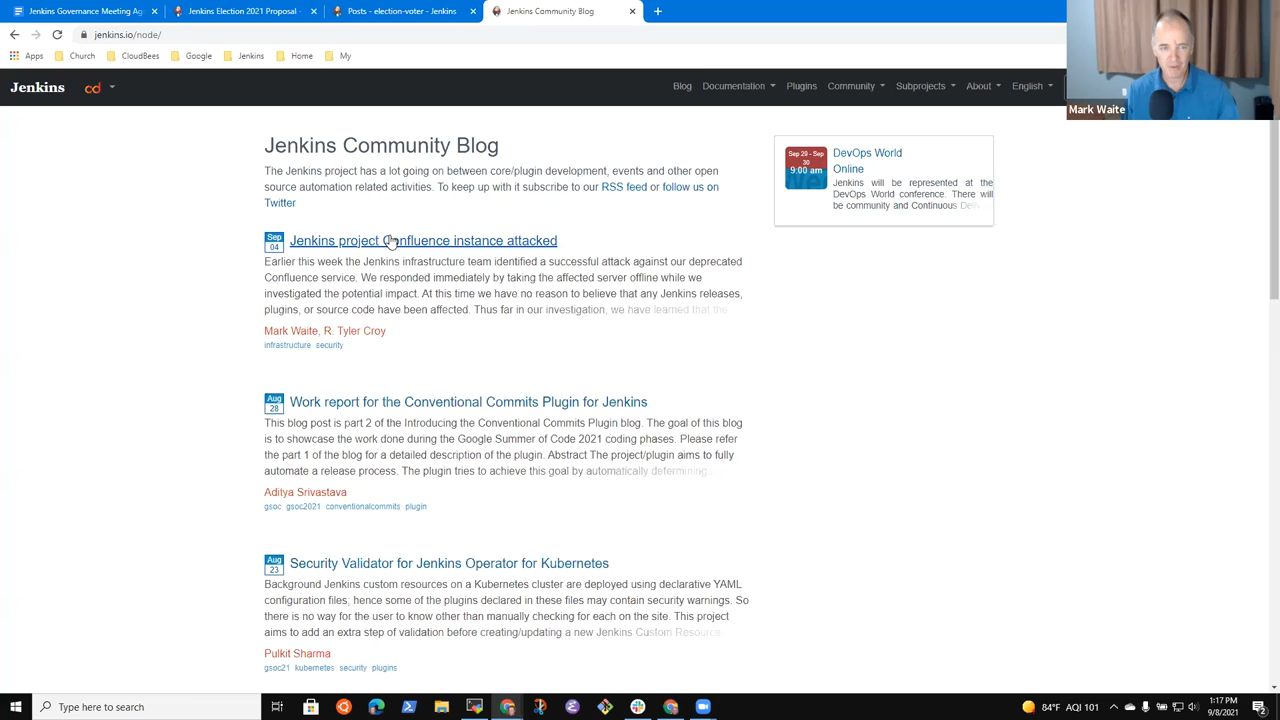 Jenkins Governance Meeting Ag
Jenkins Election 2021 Proposal -
Posts - election-voter - Jenkins
Jenkins Community Blog
jenkins.io/node/
Apps
Church
CloudBees
Google
Jenkins
Home
My
Jenkins
cd
Blog
Documentation
Plugins
Community
Subprojects
About
English
Mark Waite
Jenkins Community Blog
The Jenkins project has a lot going on between core/plugin development, events and other open
source automation related activities. To keep up with it subscribe to our RSS feed or follow us on
Twitter
Sep
04
Jenkins project Confluence instance attacked
Earlier this week the Jenkins infrastructure team identified a successful attack against our deprecated
Confluence service. We responded immediately by taking the affected server offline while we
investigated the potential impact. At this time we have no reason to believe that any Jenkins releases,
plugins, or source code have been affected. Thus far in our investigation, we have learned that the
Mark Waite, R. Tyler Croy
infrastructure security
Aug
28
Work report for the Conventional Commits Plugin for Jenkins
This blog post is part 2 of the Introducing the Conventional Commits Plugin blog. The goal of this blog
is to showcase the work done during the Google Summer of Code 2021 coding phases. Please refer
the part 1 of the blog for a detailed description of the plugin. Abstract The project/plugin aims to fully
automate a release process. The plugin tries to achieve this goal by automatically determining...
Aditya Srivastava
gsoc gsoc2021 conventionalcommits plugin
Aug
23
Security Validator for Jenkins Operator for Kubernetes
Background Jenkins custom resources on a Kubernetes cluster are deployed using declarative YAML
configuration files; hence some of the plugins declared in these files may contain security warnings. So
there is no way for the user to know other than manually checking for each on the site. This project
aims to add an extra step of validation before creating/updating a new Jenkins Custom Resource.
Pulkit Sharma
gsoc21 kubernetes security plugins
Sep 29 - Sep
30
9:00 am
DevOps World
Online
Jenkins will be represented at the
DevOps World conference. There will
be community and Continuous Deli
Type here to search
84°F AQI 101
1:17 PM
9/8/2021
2